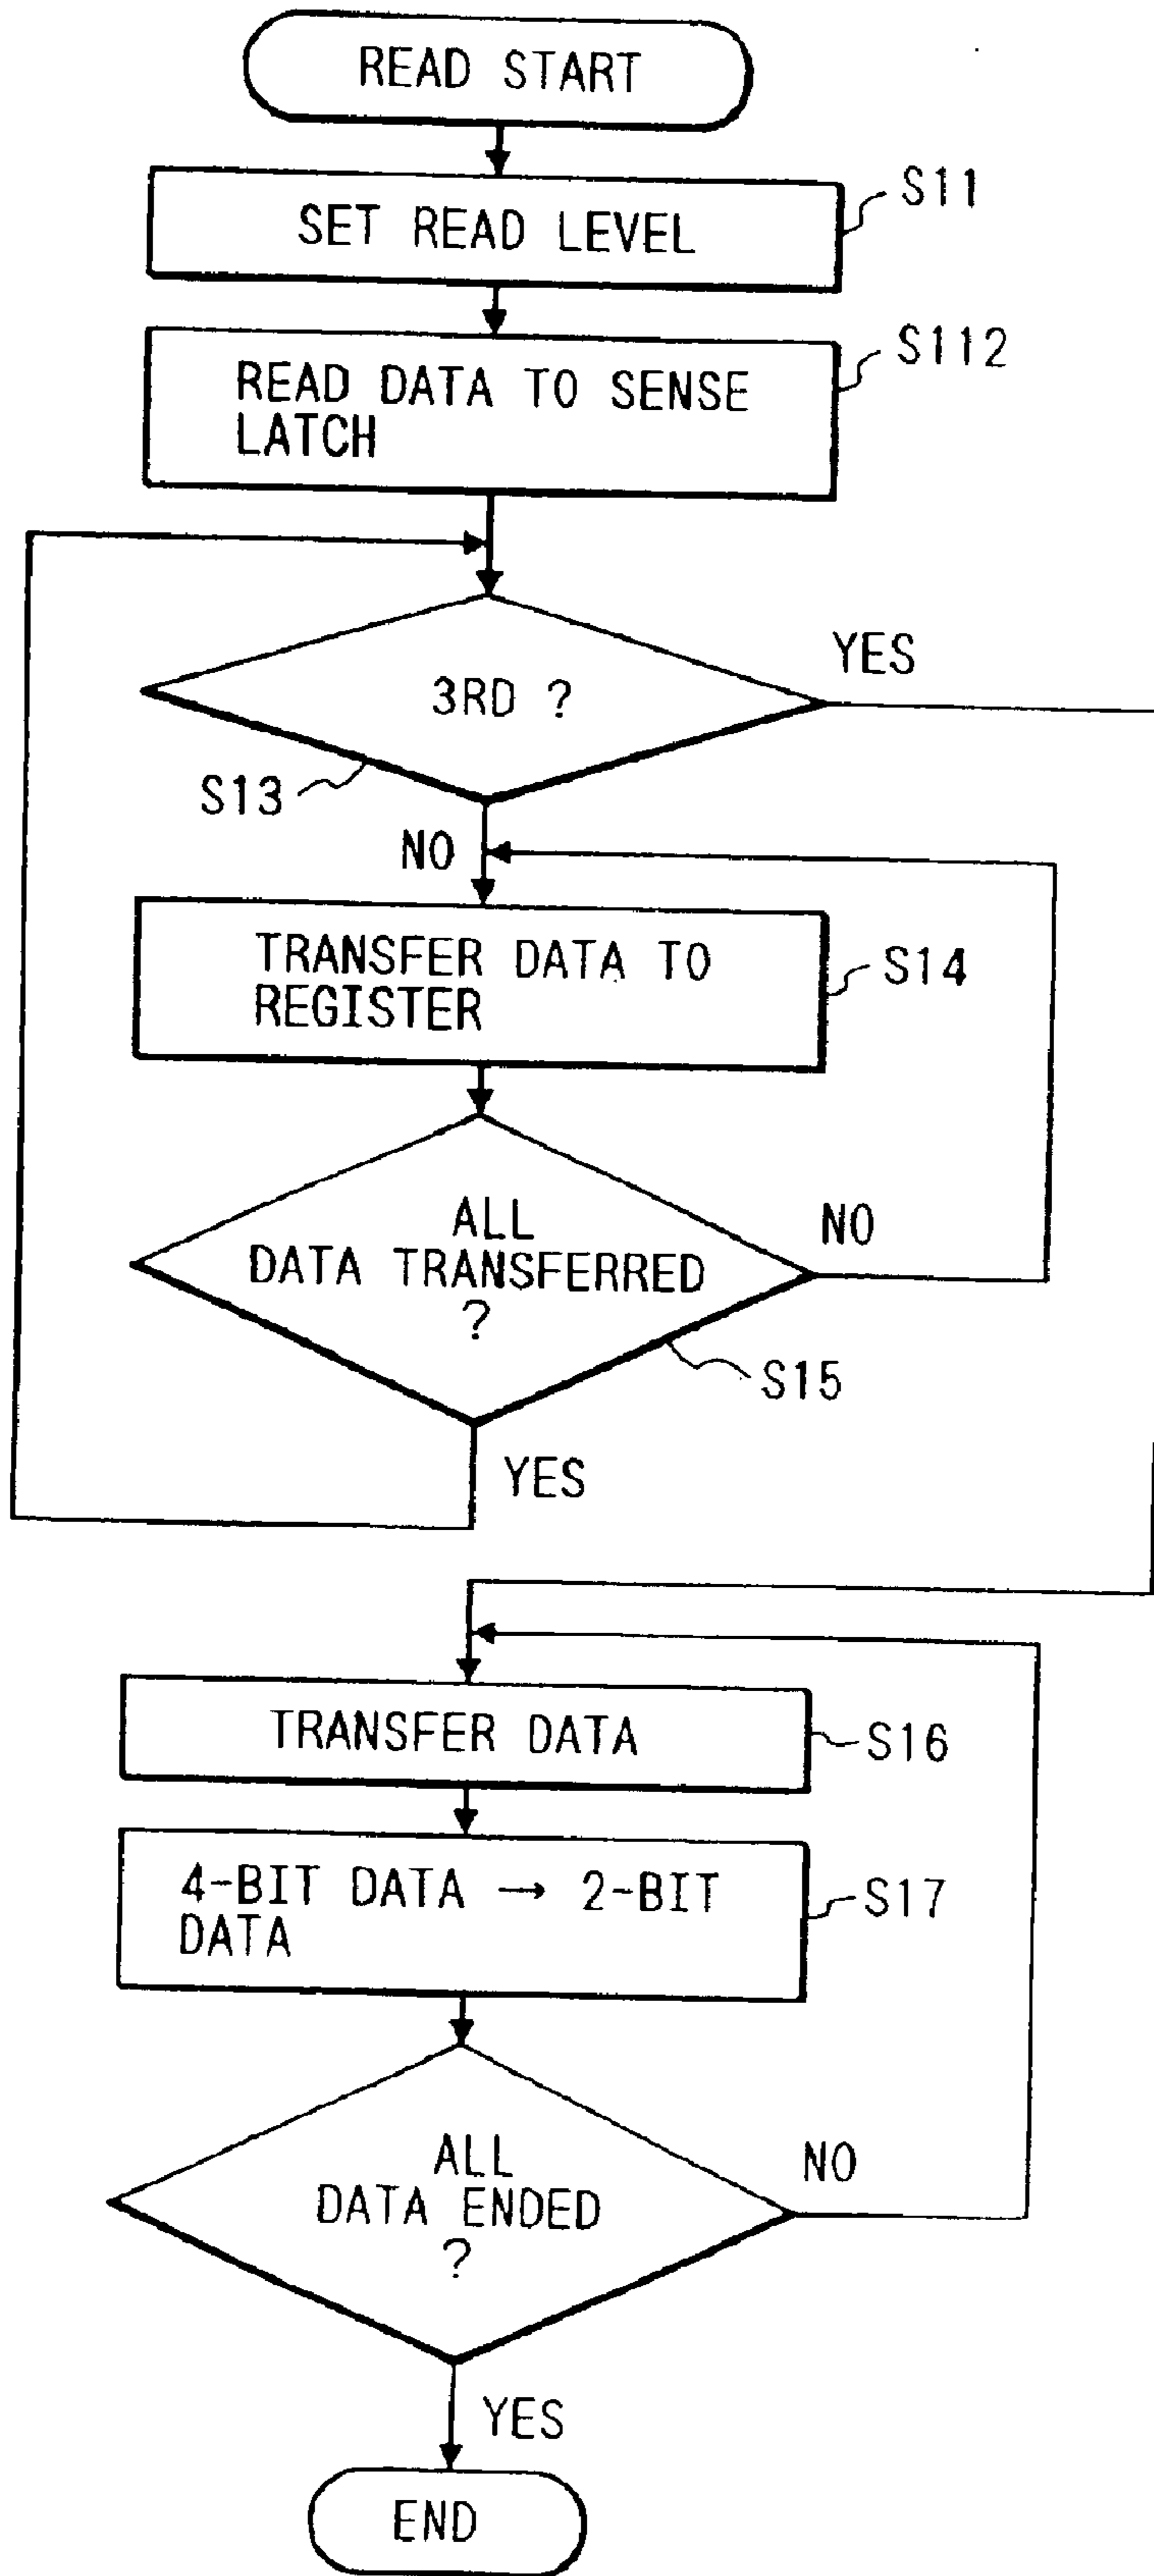 READ START
SET READ LEVEL
S11
READ DATA TO SENSE
LATCH
S112
3RD ?
YES
S13
NO
TRANSFER DATA TO
REGISTER
S14
ALL
DATA TRANSFERRED
?
NO
S15
YES
TRANSFER DATA
S16
4-BIT DATA → 2-BIT
DATA
S17
ALL
DATA ENDED
?
NO
YES
END